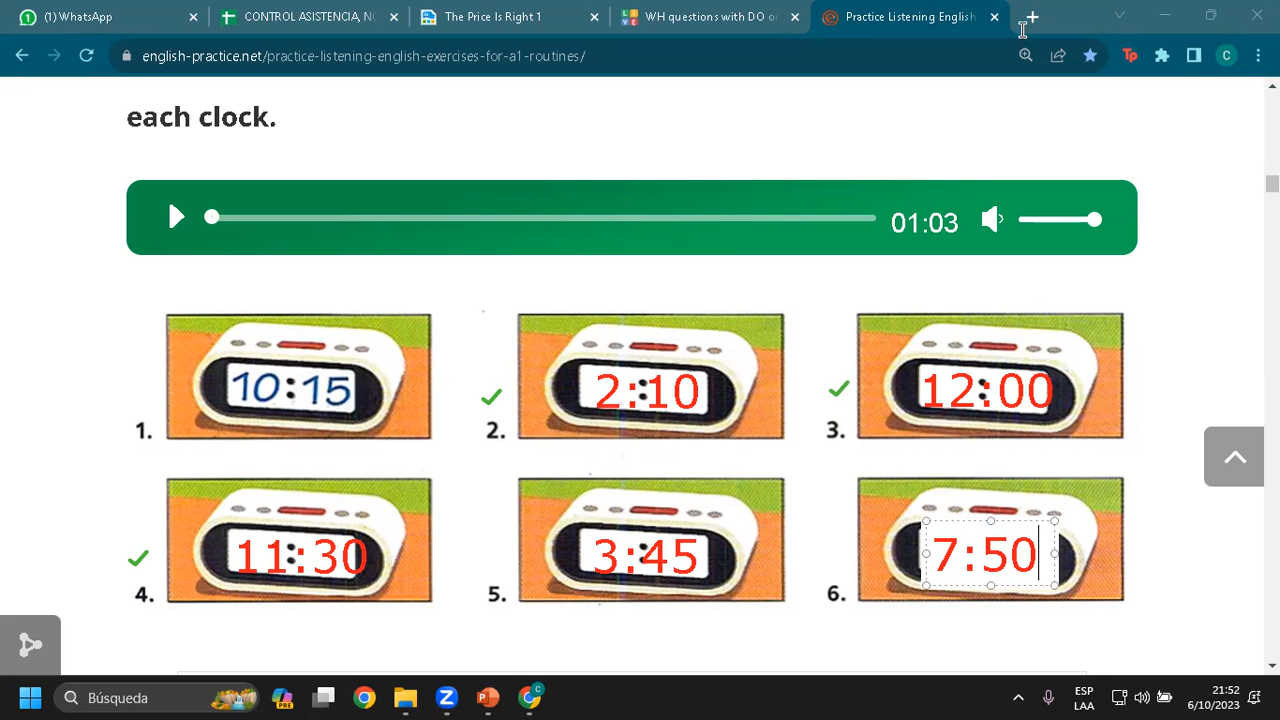 (1) WhatsApp
CONTROL ASISTENCIA, NO
The Price Is Right 1
WH questions with DO or
Practice Listening English
english-practice.net/practice-listening-english-exercises-for-a1-routines/
Tp
C
each clock.
01:03
10:15
2:10
12:00
1.
2.
3.
11:30
3:45
7:50
4.
5.
6.
Búsqueda
PRE
ESP
LAA
21:52
6/10/2023